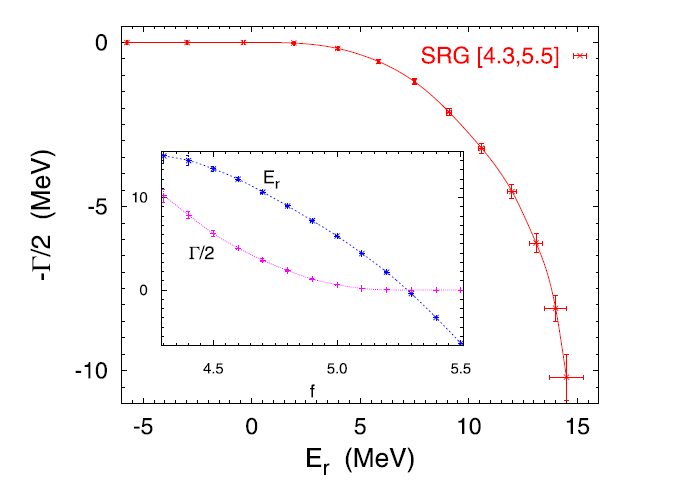 0
SRG [4.3,5.5]
-Γ/2 (MeV)
E_r
10
Γ/2
-5
0
4.5 5.0 5.5
f
-10
-5 0 5 10 15
E_r (MeV)